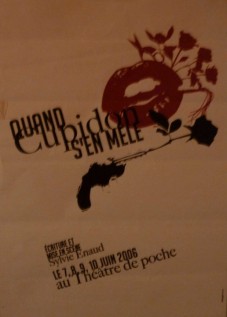 QUAND
Cupidon
S'EN MÊLE
ÉCRITURE ET
MISE EN SCÈNE
Sylvie Enaud
LE 7, 8, 9, 10 JUIN 2006
au Théâtre de poche